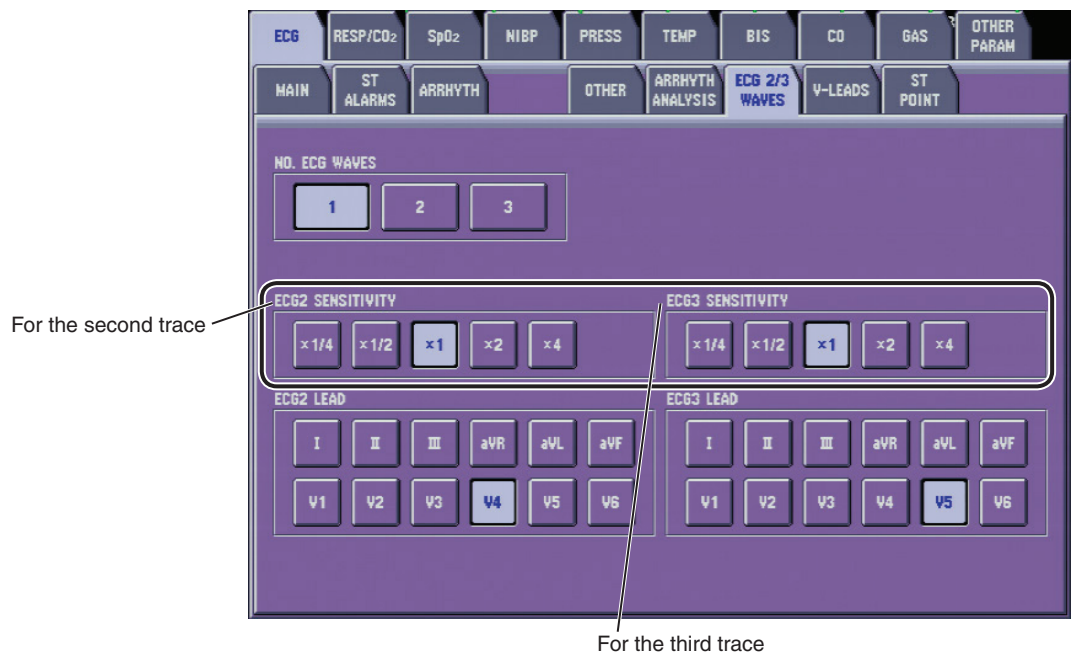 ECG RESP/CO2 SpO2 NIBP PRESS TEMP BIS CO GAS OTHER PARAM
MAIN ST ALARMS ARRHYTH OTHER ARRHYTH ANALYSIS ECG 2/3 WAVES V-LEADS ST POINT
NO. ECG WAVES
1 2 3
ECG2 SENSITIVITY ECG3 SENSITIVITY
For the second trace
×1/4 ×1/2 ×1 ×2 ×4 ×1/4 ×1/2 ×1 ×2 ×4
ECG2 LEAD ECG3 LEAD
I II III aVR aVL aVF I II III aVR aVL aVF
V1 V2 V3 V4 V5 V6 V1 V2 V3 V4 V5 V6
For the third trace